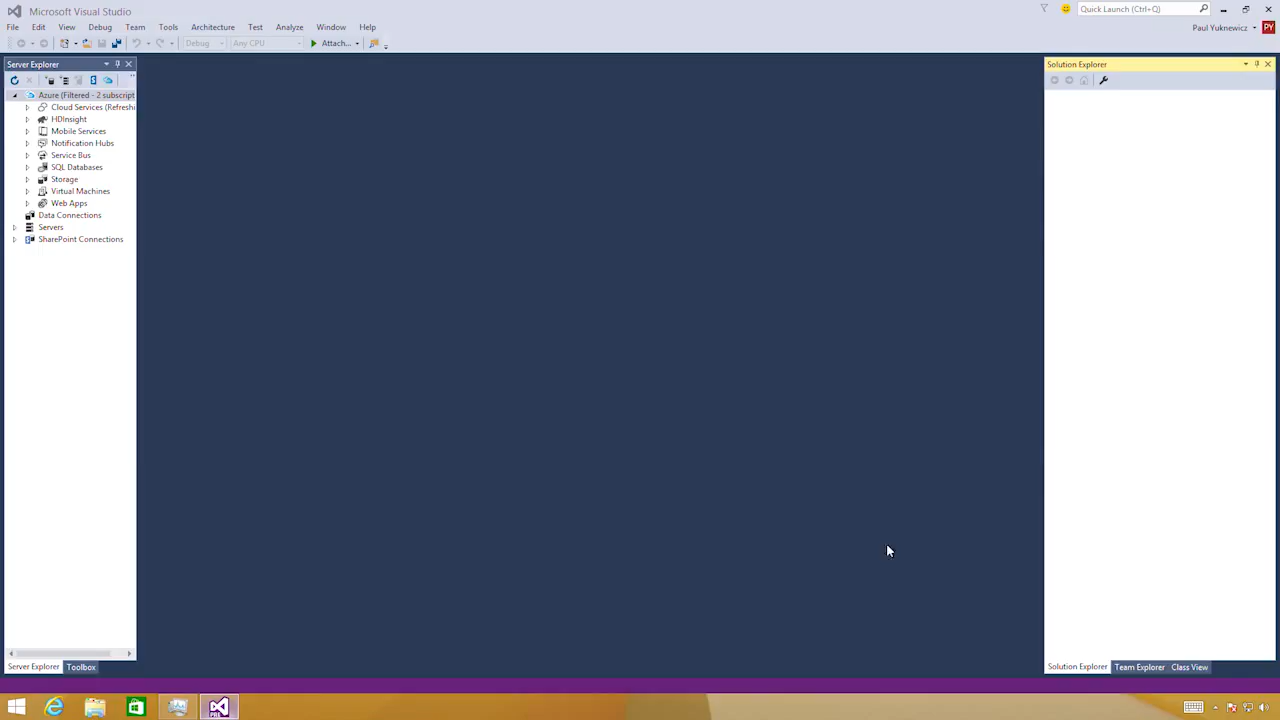 Microsoft Visual Studio
Quick Launch (Ctrl+Q)
File Edit View Debug Team Tools Architecture Test Analyze Window Help
Paul Yuknewicz PY
Debug Any CPU Attach...
Server Explorer
Solution Explorer
Azure (Filtered - 2 subscript
Cloud Services (Refreshi
HDInsight
Mobile Services
Notification Hubs
Service Bus
SQL Databases
Storage
Virtual Machines
Web Apps
Data Connections
Servers
SharePoint Connections
Server Explorer Toolbox
Solution Explorer Team Explorer Class View